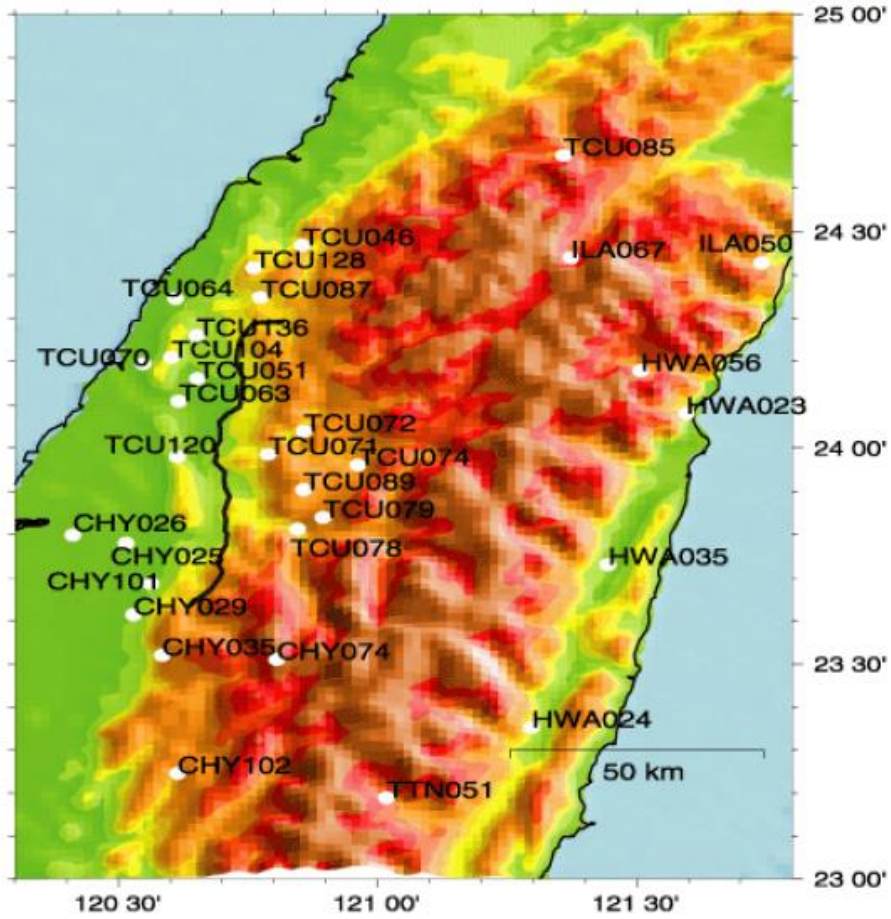 25 00'
TCU085
24 30'
TCU046
ILA067
ILA050
TCU128
TCU064
TCU087
TCU136
TCU070
TCU104
TCU051
HWA056
TCU063
HWA023
TCU072
TCU120
TCU071
24 00'
TCU074
TCU089
TCU079
CHY026
TCU078
CHY025
HWA035
CHY101
CHY029
CHY035
CHY074
23 30'
HWA024
CHY102
50 km
TTN051
23 00'
120 30'
121 00'
121 30'